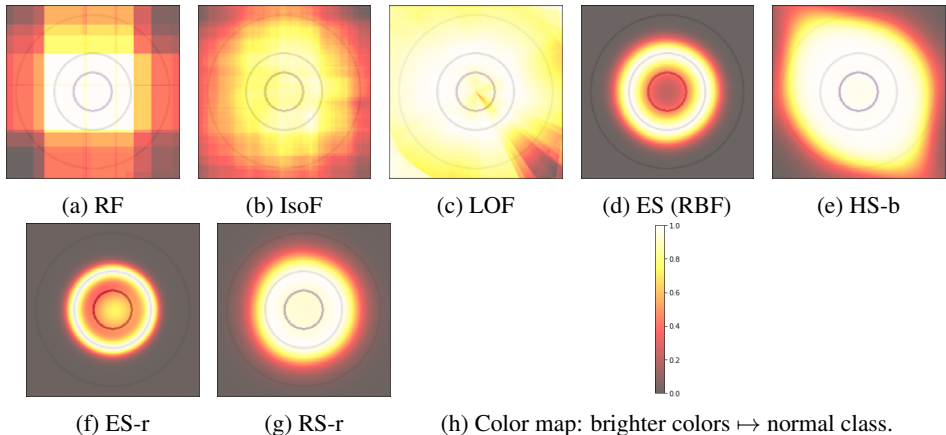 (a) RF
(b) IsoF
(c) LOF
(d) ES (RBF)
(e) HS-b
1.0
0.8
0.6
0.4
0.2
0.0
(f) ES-r
(g) RS-r
(h) Color map: brighter colors ↦ normal class.